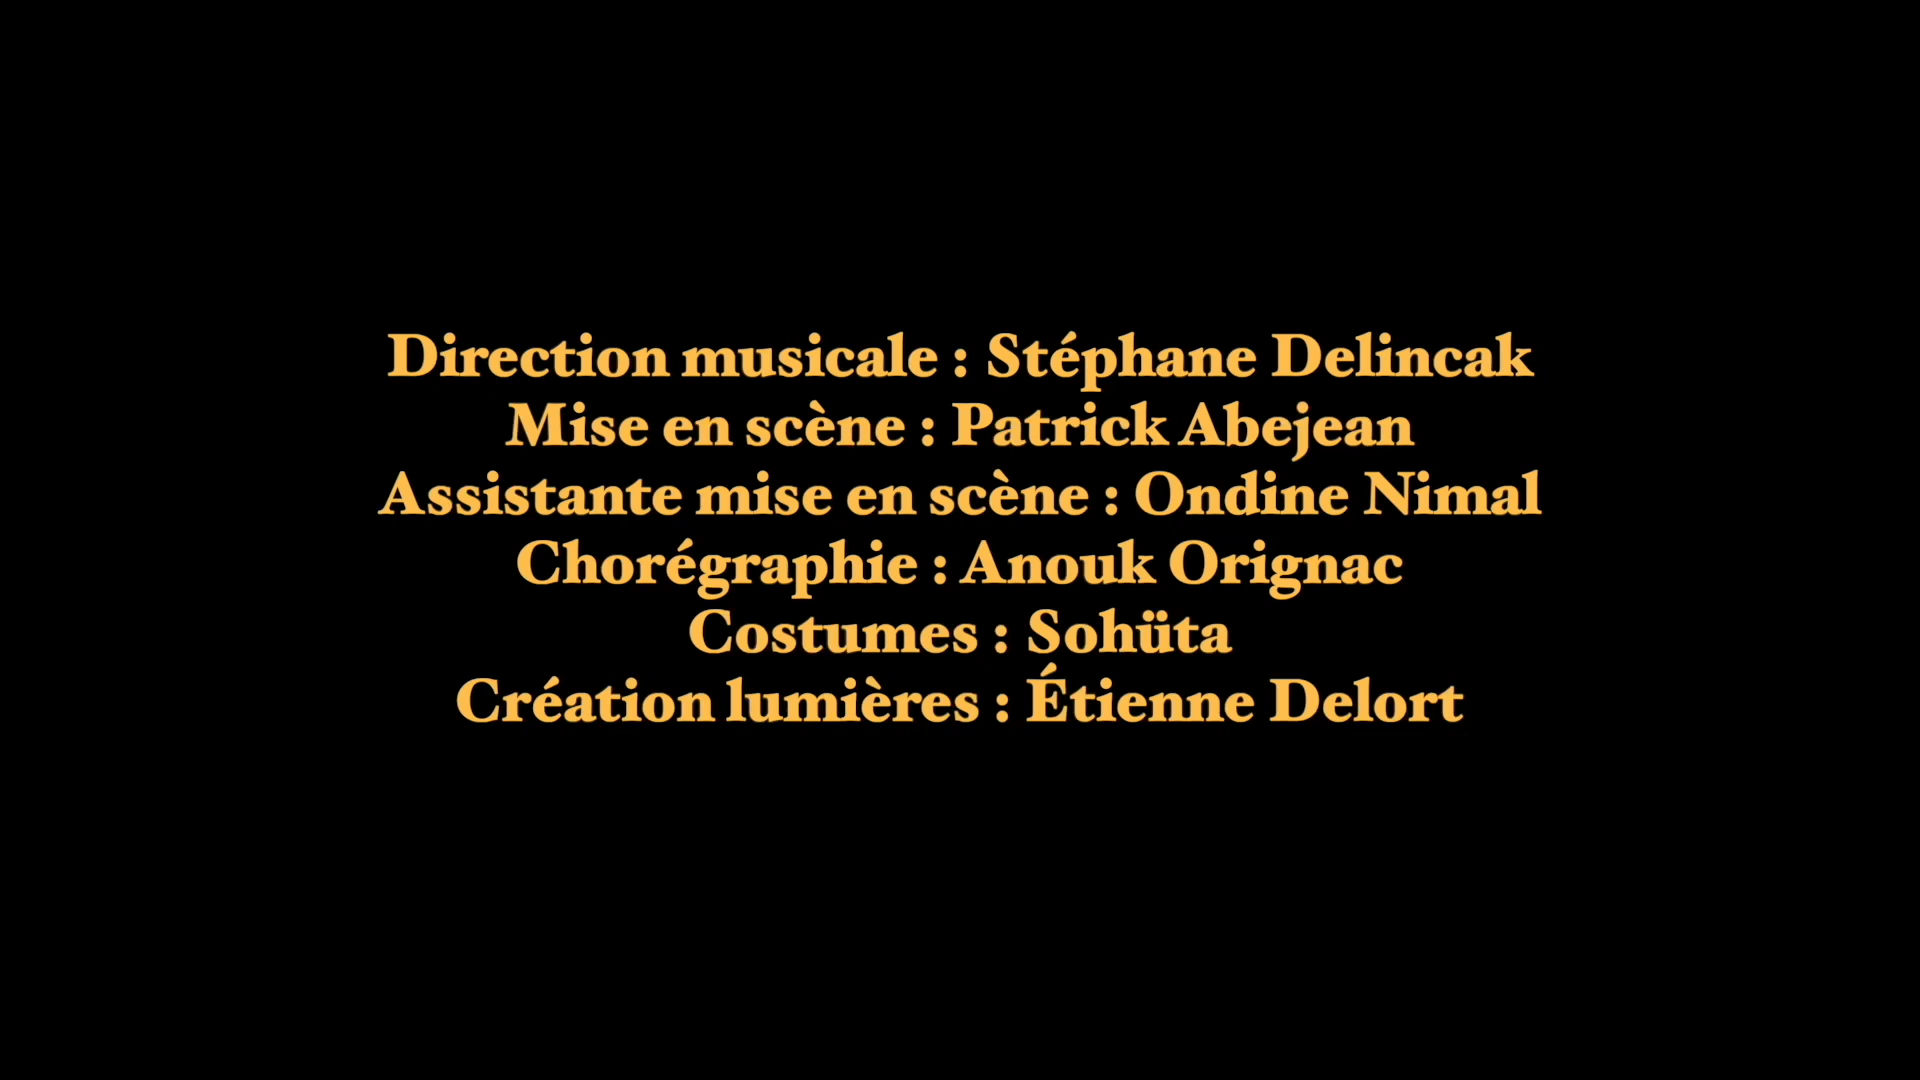 Direction musicale : Stéphane Delincak
Mise en scène : Patrick Abejean
Assistante mise en scène : Ondine Nimal
Chorégraphie : Anouk Orignac
Costumes : Sohüta
Création lumières : Étienne Delort